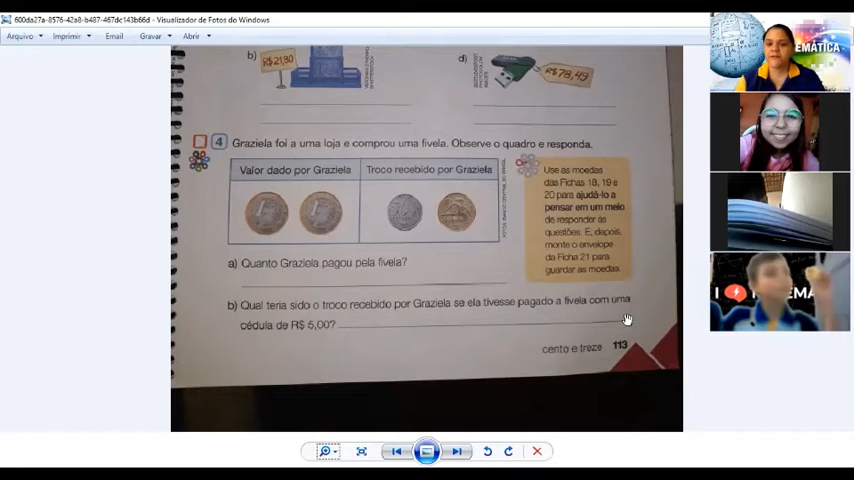 600da27a-8576-42a8-b487-467dc143b66d - Visualizador de Fotos do Windows
Arquivo Imprimir Email Gravar Abrir
b) R$21,80
d) R$ 78,49
4 Graziela foi a uma loja e comprou uma fivela. Observe o quadro e responda.
Valor dado por Graziela Troco recebido por Graziela
Use as moedas
das Fichas 18, 19 e
20 para ajudá-lo a
pensar em um meio
de responder às
questões. E, depois,
monte o envelope
da Ficha 21 para
guardar as moedas.
a) Quanto Graziela pagou pela fivela?
b) Qual teria sido o troco recebido por Graziela se ela tivesse pagado a fivela com uma
cédula de R$ 5,00?
cento e treze 113